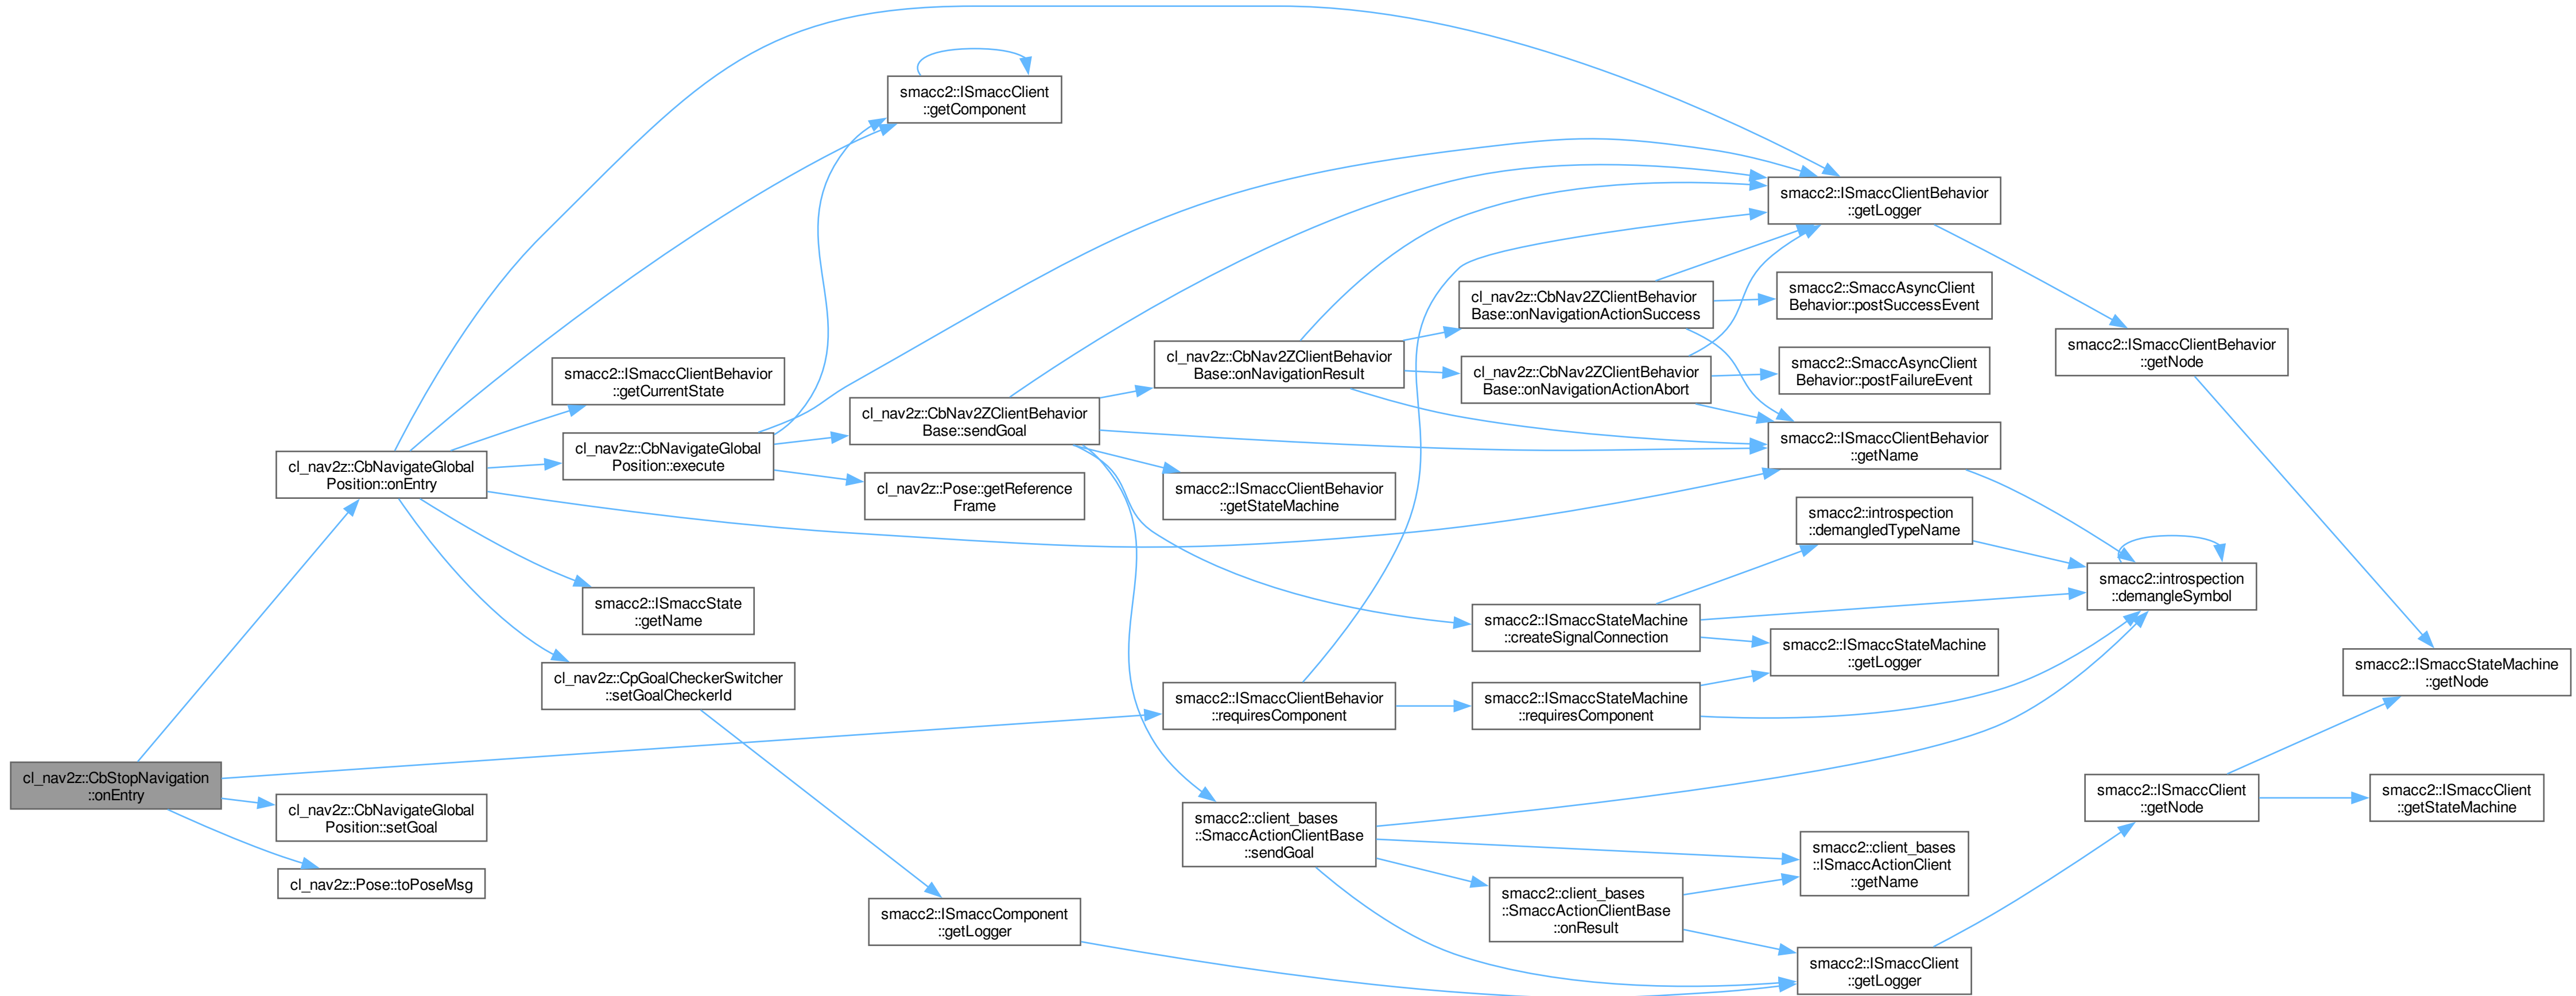 smacc2::ISmaccClient
::getComponent
smacc2::ISmaccClientBehavior
::getLogger
cl_nav2z::CbNav2ZClientBehavior
Base::onNavigationActionSuccess
smacc2::SmaccAsyncClient
Behavior::postSuccessEvent
smacc2::ISmaccClientBehavior
::getNode
cl_nav2z::CbNav2ZClientBehavior
Base::onNavigationResult
smacc2::ISmaccClientBehavior
::getCurrentState
cl_nav2z::CbNav2ZClientBehavior
Base::onNavigationActionAbort
smacc2::SmaccAsyncClient
Behavior::postFailureEvent
cl_nav2z::CbNav2ZClientBehavior
Base::sendGoal
smacc2::ISmaccClientBehavior
::getName
cl_nav2z::CbNavigateGlobal
Position::execute
cl_nav2z::CbNavigateGlobal
Position::onEntry
cl_nav2z::Pose::getReference
Frame
smacc2::ISmaccClientBehavior
::getStateMachine
smacc2::introspection
::demangledTypeName
smacc2::introspection
::demangleSymbol
smacc2::ISmaccState
::getName
smacc2::ISmaccStateMachine
::createSignalConnection
smacc2::ISmaccStateMachine
::getLogger
smacc2::ISmaccStateMachine
::getNode
cl_nav2z::CpGoalCheckerSwitcher
::setGoalCheckerId
smacc2::ISmaccClientBehavior
::requiresComponent
smacc2::ISmaccStateMachine
::requiresComponent
cl_nav2z::CbStopNavigation
::onEntry
cl_nav2z::CbNavigateGlobal
Position::setGoal
smacc2::client_bases
::SmaccActionClientBase
::sendGoal
smacc2::ISmaccClient
::getNode
smacc2::ISmaccClient
::getStateMachine
smacc2::client_bases
::ISmaccActionClient
::getName
cl_nav2z::Pose::toPoseMsg
smacc2::client_bases
::SmaccActionClientBase
::onResult
smacc2::ISmaccComponent
::getLogger
smacc2::ISmaccClient
::getLogger